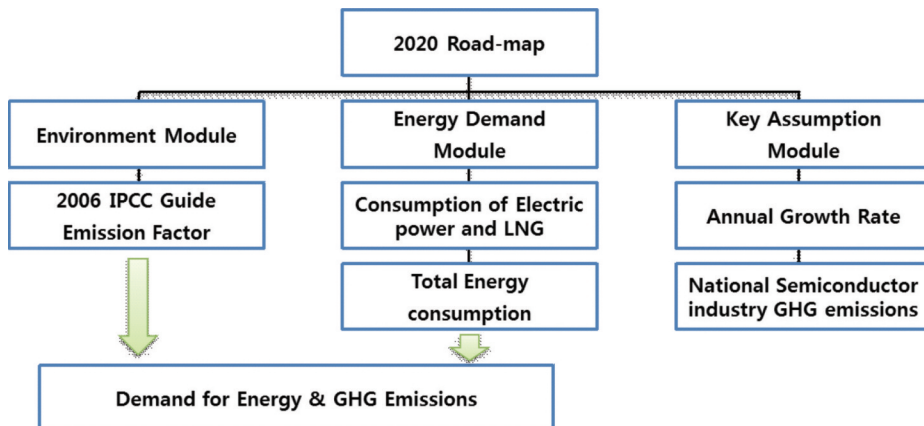 2020 Road-map
Environment Module
Energy Demand
Module
Key Assumption
Module
2006 IPCC Guide
Emission Factor
Consumption of Electric
power and LNG
Annual Growth Rate
Total Energy
consumption
National Semiconductor
industry GHG emissions
Demand for Energy & GHG Emissions